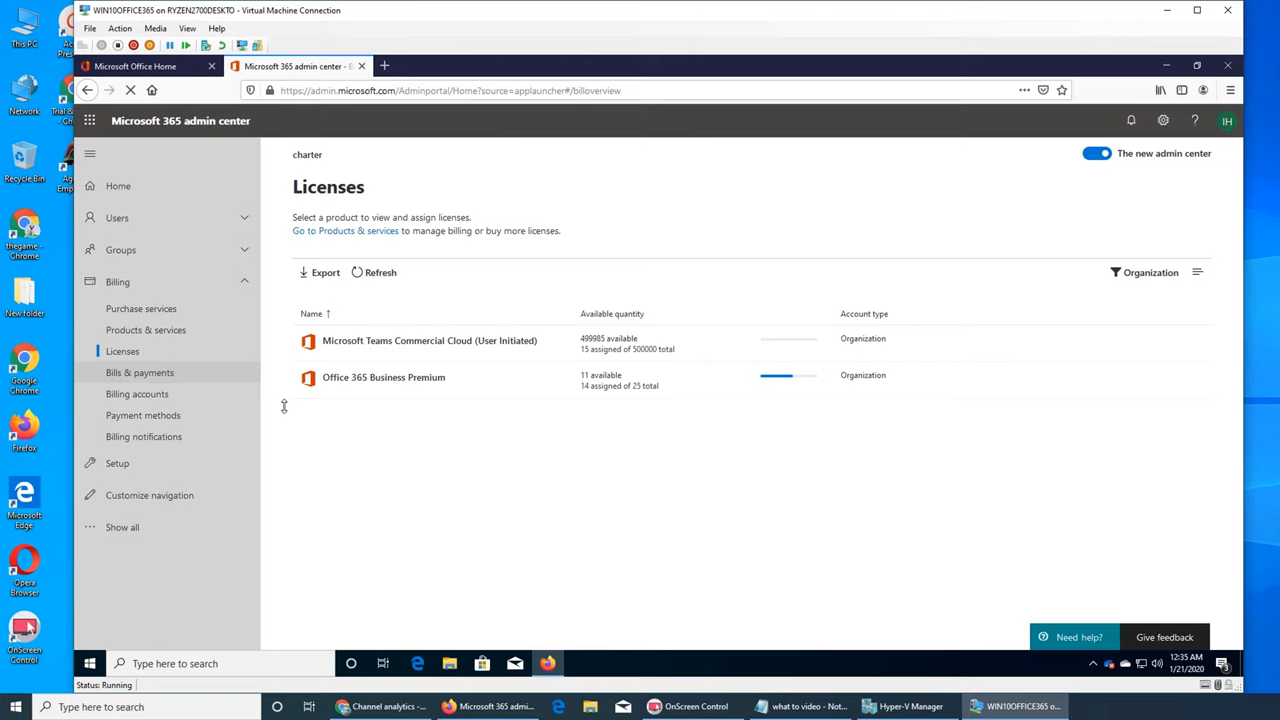 WIN10OFFICE365 on RYZEN2700DESKTO - Virtual Machine Connection
File Action Media View Help
Microsoft Office Home
Microsoft 365 admin center - B
https://admin.microsoft.com/Adminportal/Home?source=applauncher#/billoverview
Microsoft 365 admin center
IH
charter
The new admin center
Licenses
Select a product to view and assign licenses.
Go to Products & services to manage billing or buy more licenses.
Export Refresh
Organization
Name ↑ Available quantity Account type
Microsoft Teams Commercial Cloud (User Initiated) 499985 available Organization
15 assigned of 500000 total
Office 365 Business Premium 11 available Organization
14 assigned of 25 total
Home
Users
Groups
Billing
Purchase services
Products & services
Licenses
Bills & payments
Billing accounts
Payment methods
Billing notifications
Setup
Customize navigation
Show all
Need help?
Give feedback
Type here to search
12:35 AM
1/21/2020
3
Status: Running
This PC
Network
Recycle Bin
thegame -
Chrome
New folder
Google
Chrome
Firefox
Microsoft
Edge
Opera
Browser
OnScreen
Control
Type here to search
Channel analytics -...
Microsoft 365 admi...
OnScreen Control
what to video - Not...
Hyper-V Manager
WIN10OFFICE365 o...